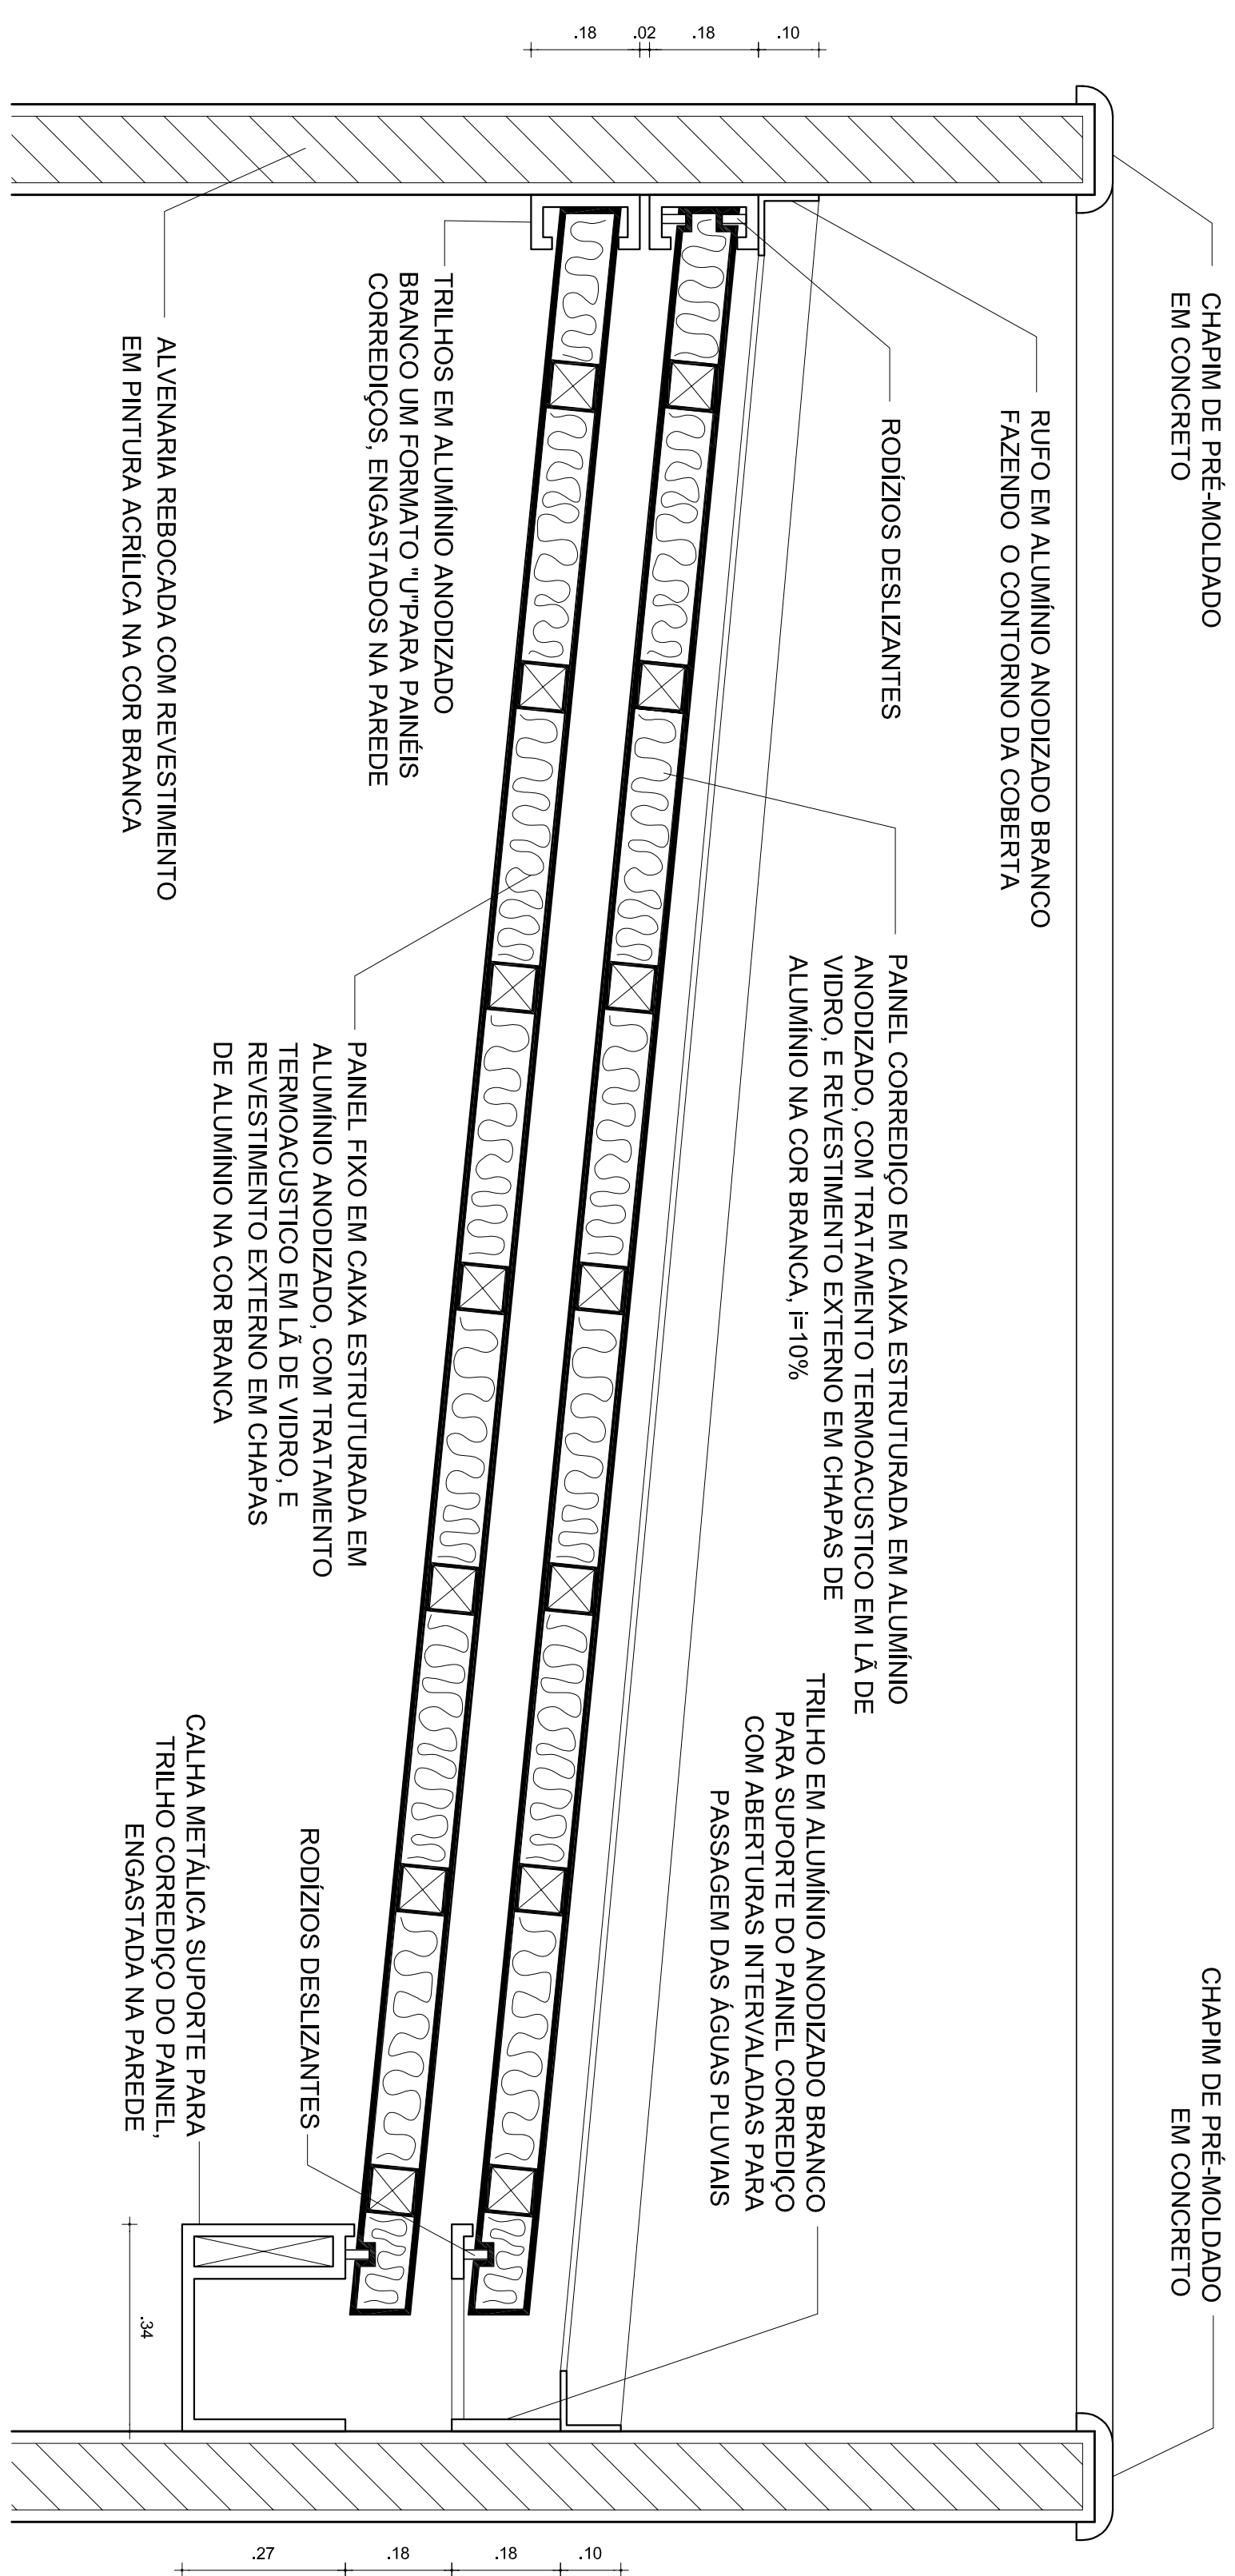 CHAPIM DE PRÉ-MOLDADO
EM CONCRETO
CHAPIM DE PRÉ-MOLDADO
EM CONCRETO
RUFO EM ALUMÍNIO ANODIZADO BRANCO
FAZENDO O CONTORNO DA COBERTA
RODÍZIOS DESLIZANTES
PAINEL CORREDIÇO EM CAIXA ESTRUTURADA EM ALUMÍNIO
ANODIZADO, COM TRATAMENTO TERMOACUSTICO EM LÃ DE
VIDRO, E REVESTIMENTO EXTERNO EM CHAPAS DE
ALUMÍNIO NA COR BRANCA, i=10%
TRILHO EM ALUMÍNIO ANODIZADO BRANCO
PARA SUPORTE DO PAINEL CORREDIÇO
COM ABERTURAS INTERVALADAS PARA
PASSAGEM DAS ÁGUAS PLUVIAIS
TRILHOS EM ALUMÍNIO ANODIZADO
BRANCO UM FORMATO "U"PARA PAINÉIS
CORREDIÇOS, ENGASTADOS NA PAREDE
ALVENARIA REBOCADA COM REVESTIMENTO
EM PINTURA ACRÍLICA NA COR BRANCA
PAINEL FIXO EM CAIXA ESTRUTURADA EM
ALUMÍNIO ANODIZADO, COM TRATAMENTO
TERMOACUSTICO EM LÃ DE VIDRO, E
REVESTIMENTO EXTERNO EM CHAPAS
DE ALUMÍNIO NA COR BRANCA
RODÍZIOS DESLIZANTES
CALHA METÁLICA SUPORTE PARA
TRILHO CORREDIÇO DO PAINEL,
ENGASTADA NA PAREDE
.18
.02
.18
.10
.34
.27
.18
.18
.10